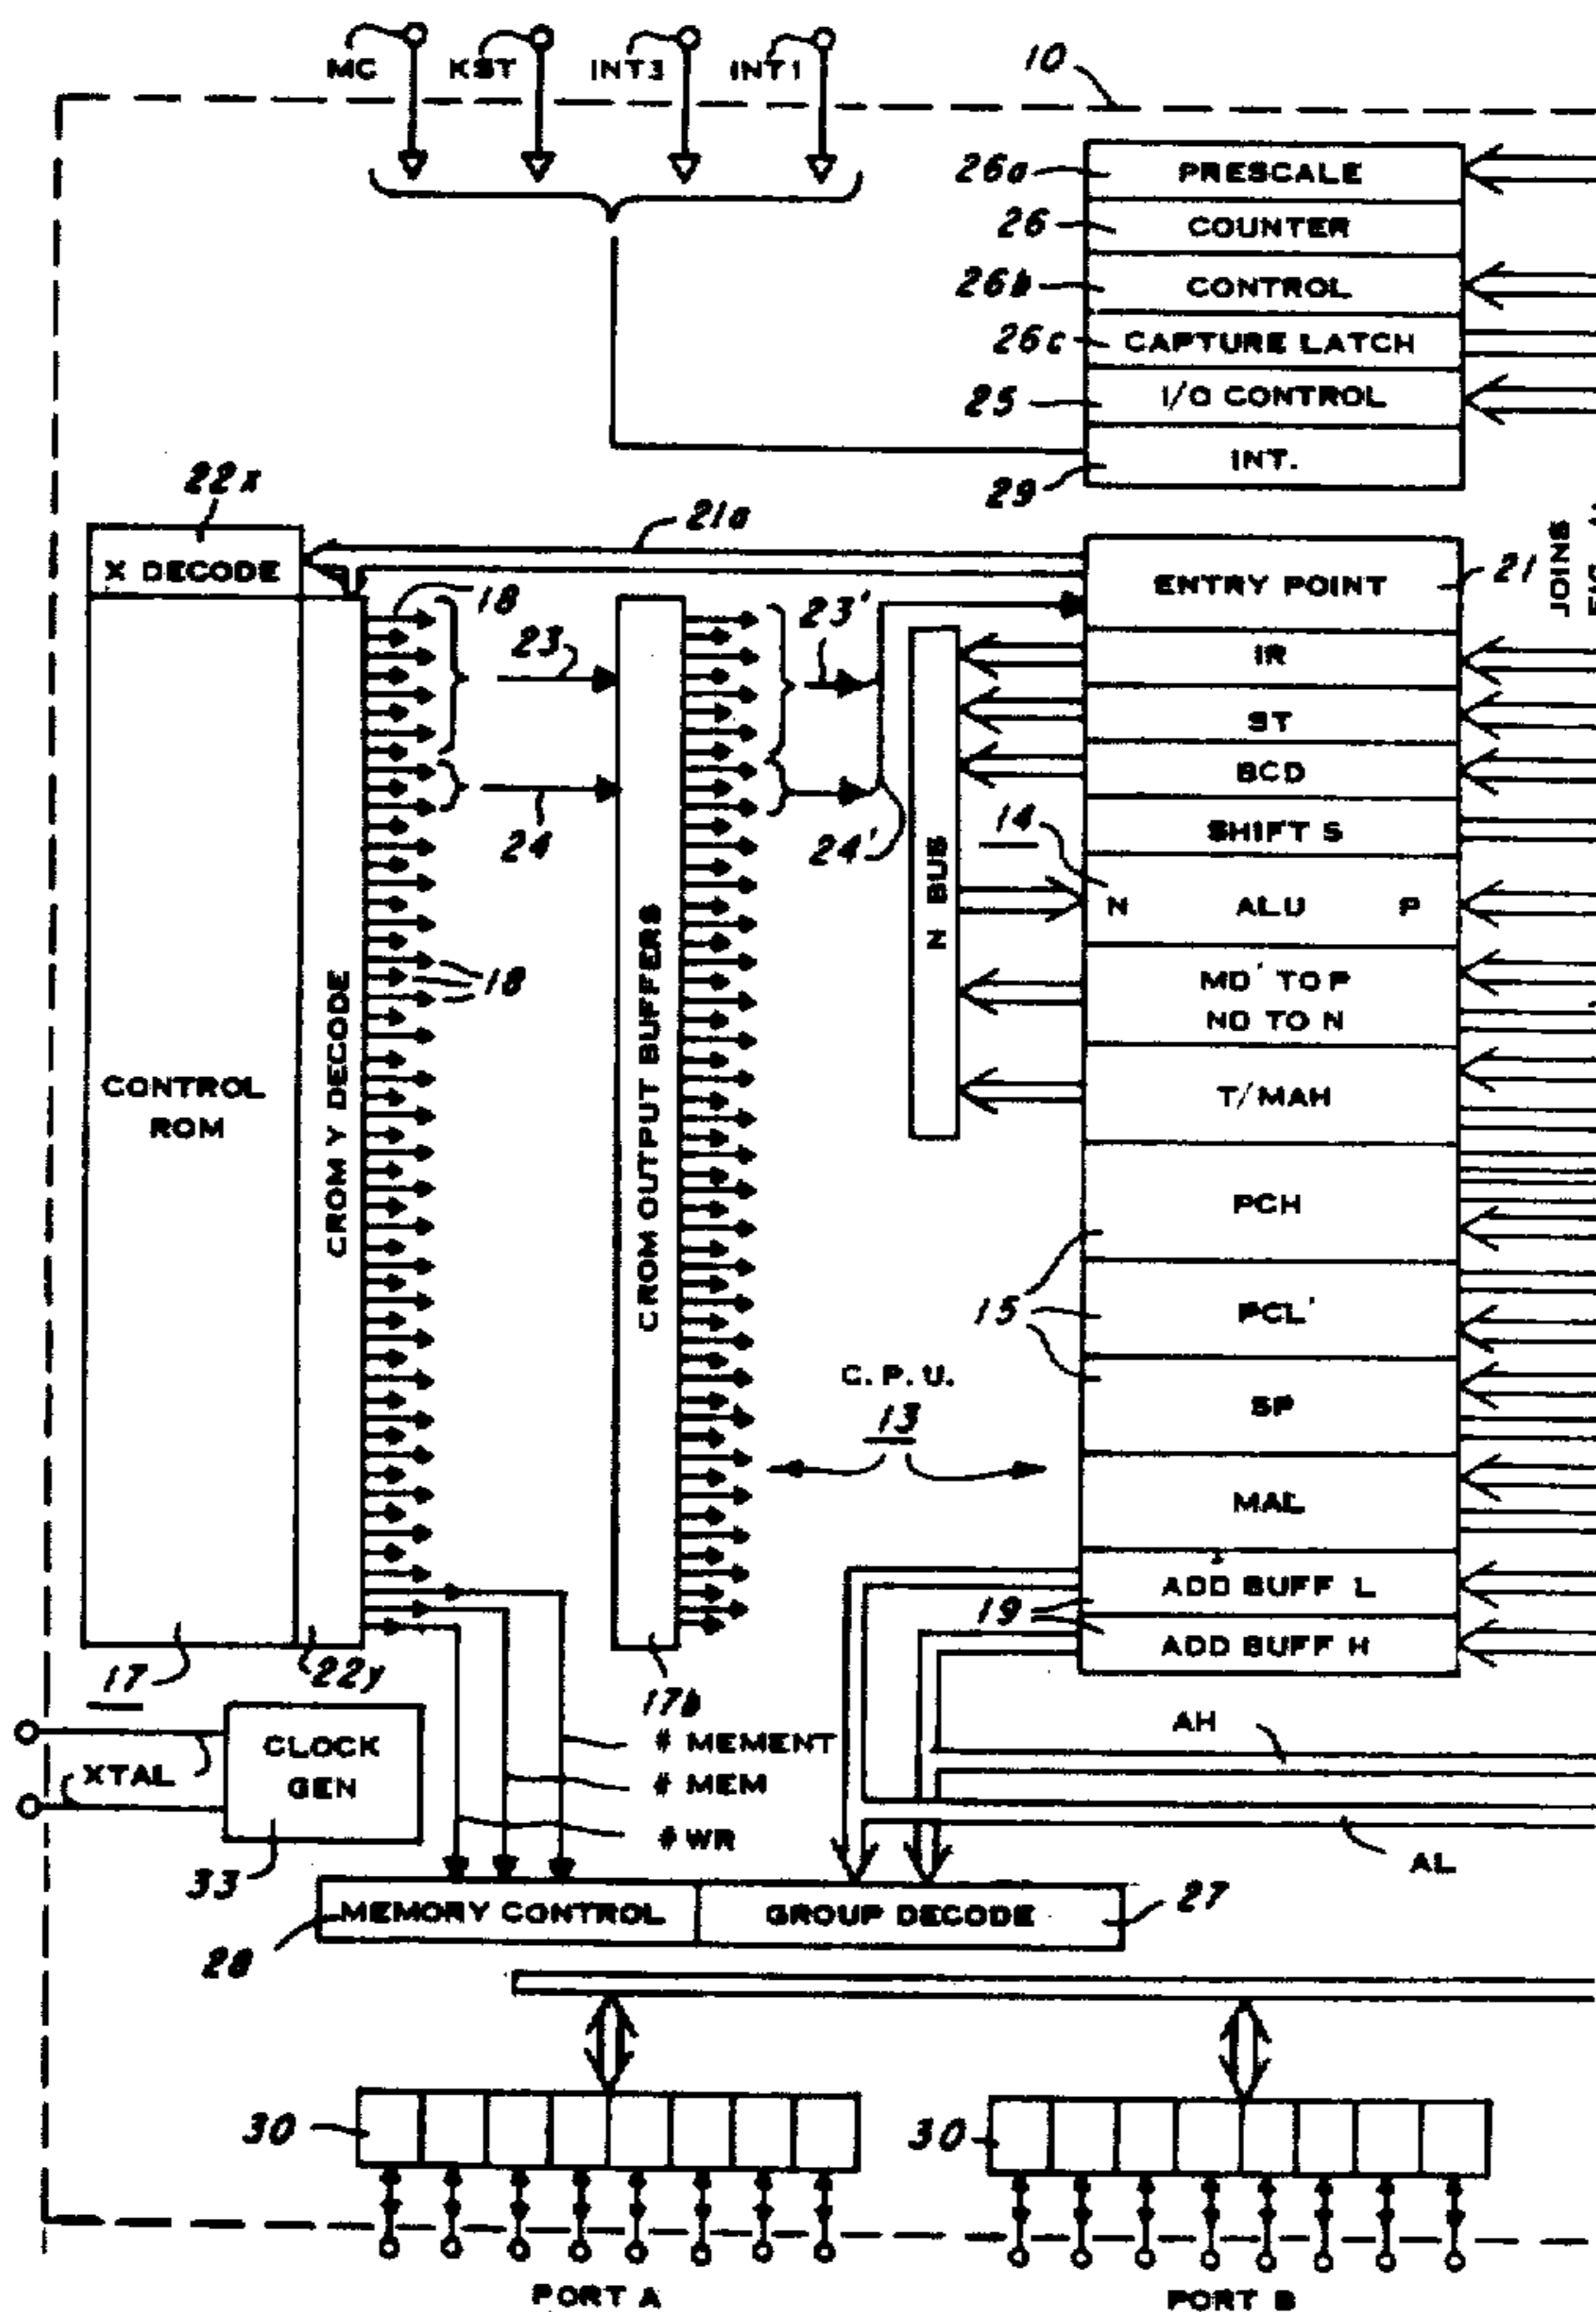 MC KST INT3 INT1
10
26a PRESCALE
26 COUNTER
26b CONTROL
26c CAPTURE LATCH
25 I/O CONTROL
29 INT.
22x
X DECODE
21a
ENTRY POINT 21
JOINS
18
23
23'
IR
ST
BCD
24
24'
14
SHIFT S
N BUS
N ALU P
18
MD' TO P
NO TO N
T/MAH
CONTROL
ROM
CROM Y DECODE
CROM OUTPUT BUFFERS
PCH
15
PCL'
C.P.U.
13
SP
MAL
ADD BUFF L
19
ADD BUFF H
17
22y
17b
AH
CLOCK
GEN
XTAL
# MEMENT
# MEM
# WR
AL
33
MEMORY CONTROL GROUP DECODE
27
28
30
30
PORT A PORT B